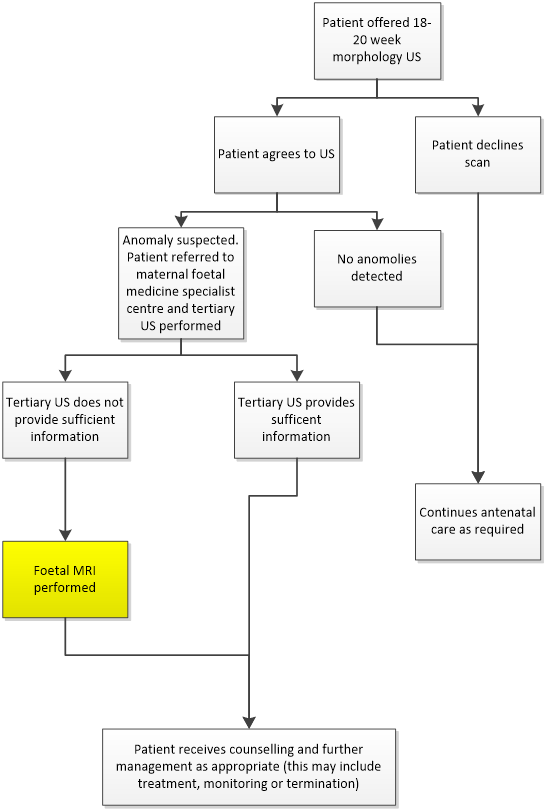 Patient offered 18-
20 week
morphology US
Patient agrees to US
Patient declines
scan
Anomaly suspected.
Patient referred to
maternal foetal
medicine specialist
centre and tertiary
US performed
No anomolies
detected
Tertiary US does not
provide sufficient
information
Tertiary US provides
sufficent
information
Continues antenatal
care as required
Foetal MRI
performed
Patient receives counselling and further
management as appropriate (this may include
treatment, monitoring or termination)